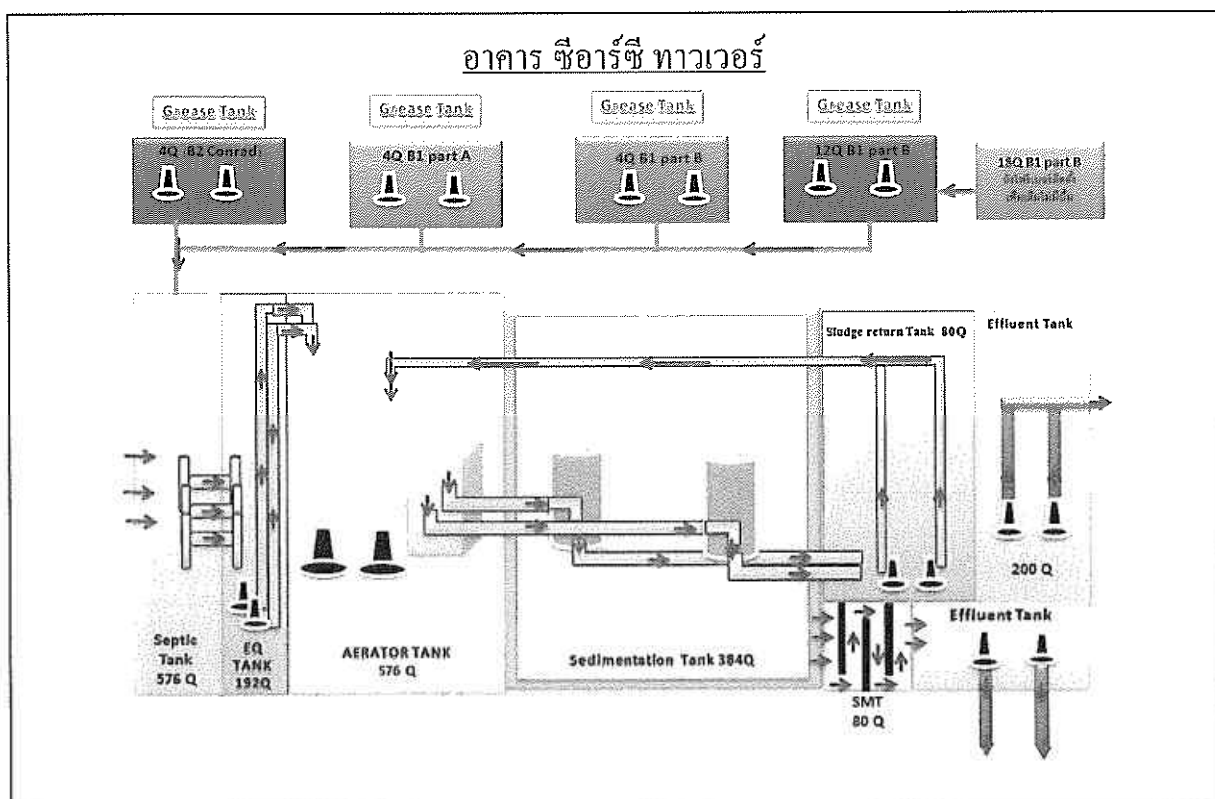 อาคาร ซีอาร์ซี ทาวเวอร์
Grease Tank
Grease Tank
Grease Tank
Grease Tank
4Q B2 Conrad
4Q B1 part A
4Q B1 part B
12Q B1 part B
18Q B1 part B
Sludge return Tank 80Q
Effluent Tank
200 Q
Effluent Tank
Septic
Tank
576 Q
EQ
TANK
192Q
AERATOR TANK
576 Q
Sedimentation Tank 384Q
SMT
80 Q